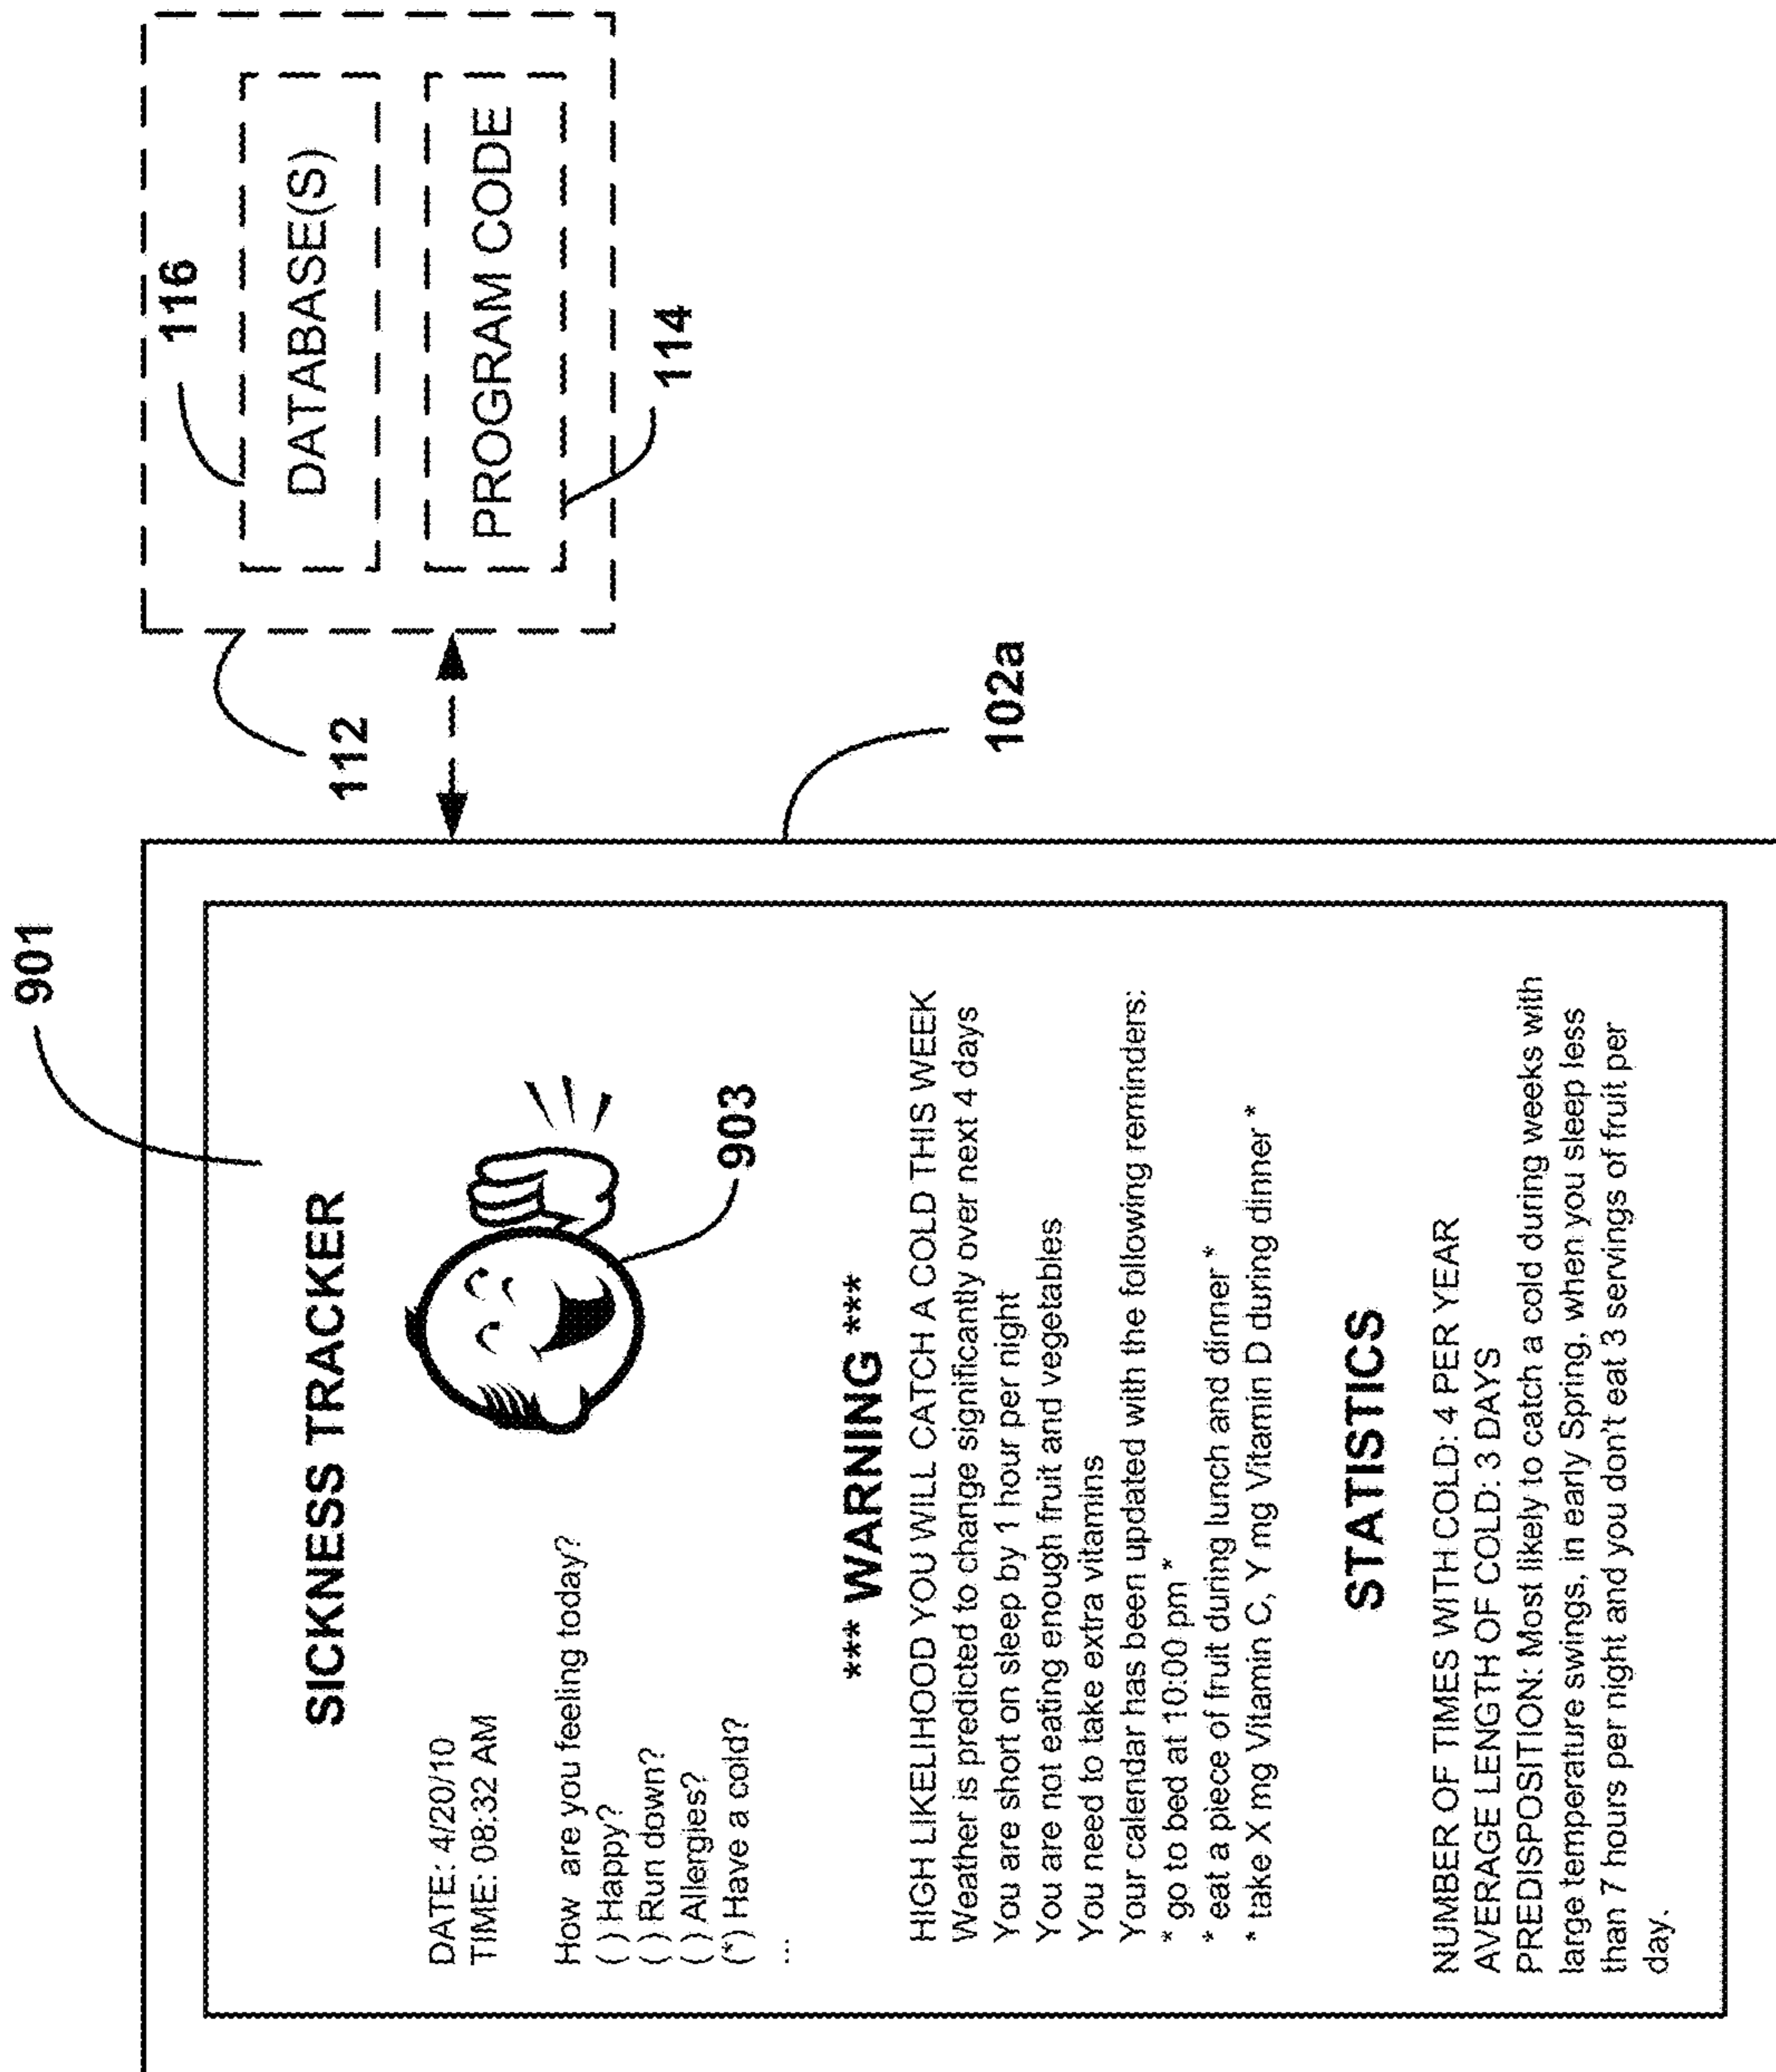 901
SICKNESS TRACKER
DATE: 4/20/10
TIME: 08:32 AM
How are you feeling today?
( ) Happy?
( ) Run down?
( ) Allergies?
(*) Have a cold?
...
903
*** WARNING ***
HIGH LIKELIHOOD YOU WILL CATCH A COLD THIS WEEK
Weather is predicted to change significantly over next 4 days
You are short on sleep by 1 hour per night
You are not eating enough fruit and vegetables
You need to take extra vitamins
Your calendar has been updated with the following reminders:
* go to bed at 10:00 pm *
* eat a piece of fruit during lunch and dinner *
* take X mg Vitamin C, Y mg Vitamin D during dinner *
STATISTICS
NUMBER OF TIMES WITH COLD: 4 PER YEAR
AVERAGE LENGTH OF COLD: 3 DAYS
PREDISPOSITION: Most likely to catch a cold during weeks with
large temperature swings, in early Spring, when you sleep less
than 7 hours per night and you don't eat 3 servings of fruit per
day.
112
102a
116
DATABASE(S)
PROGRAM CODE
114